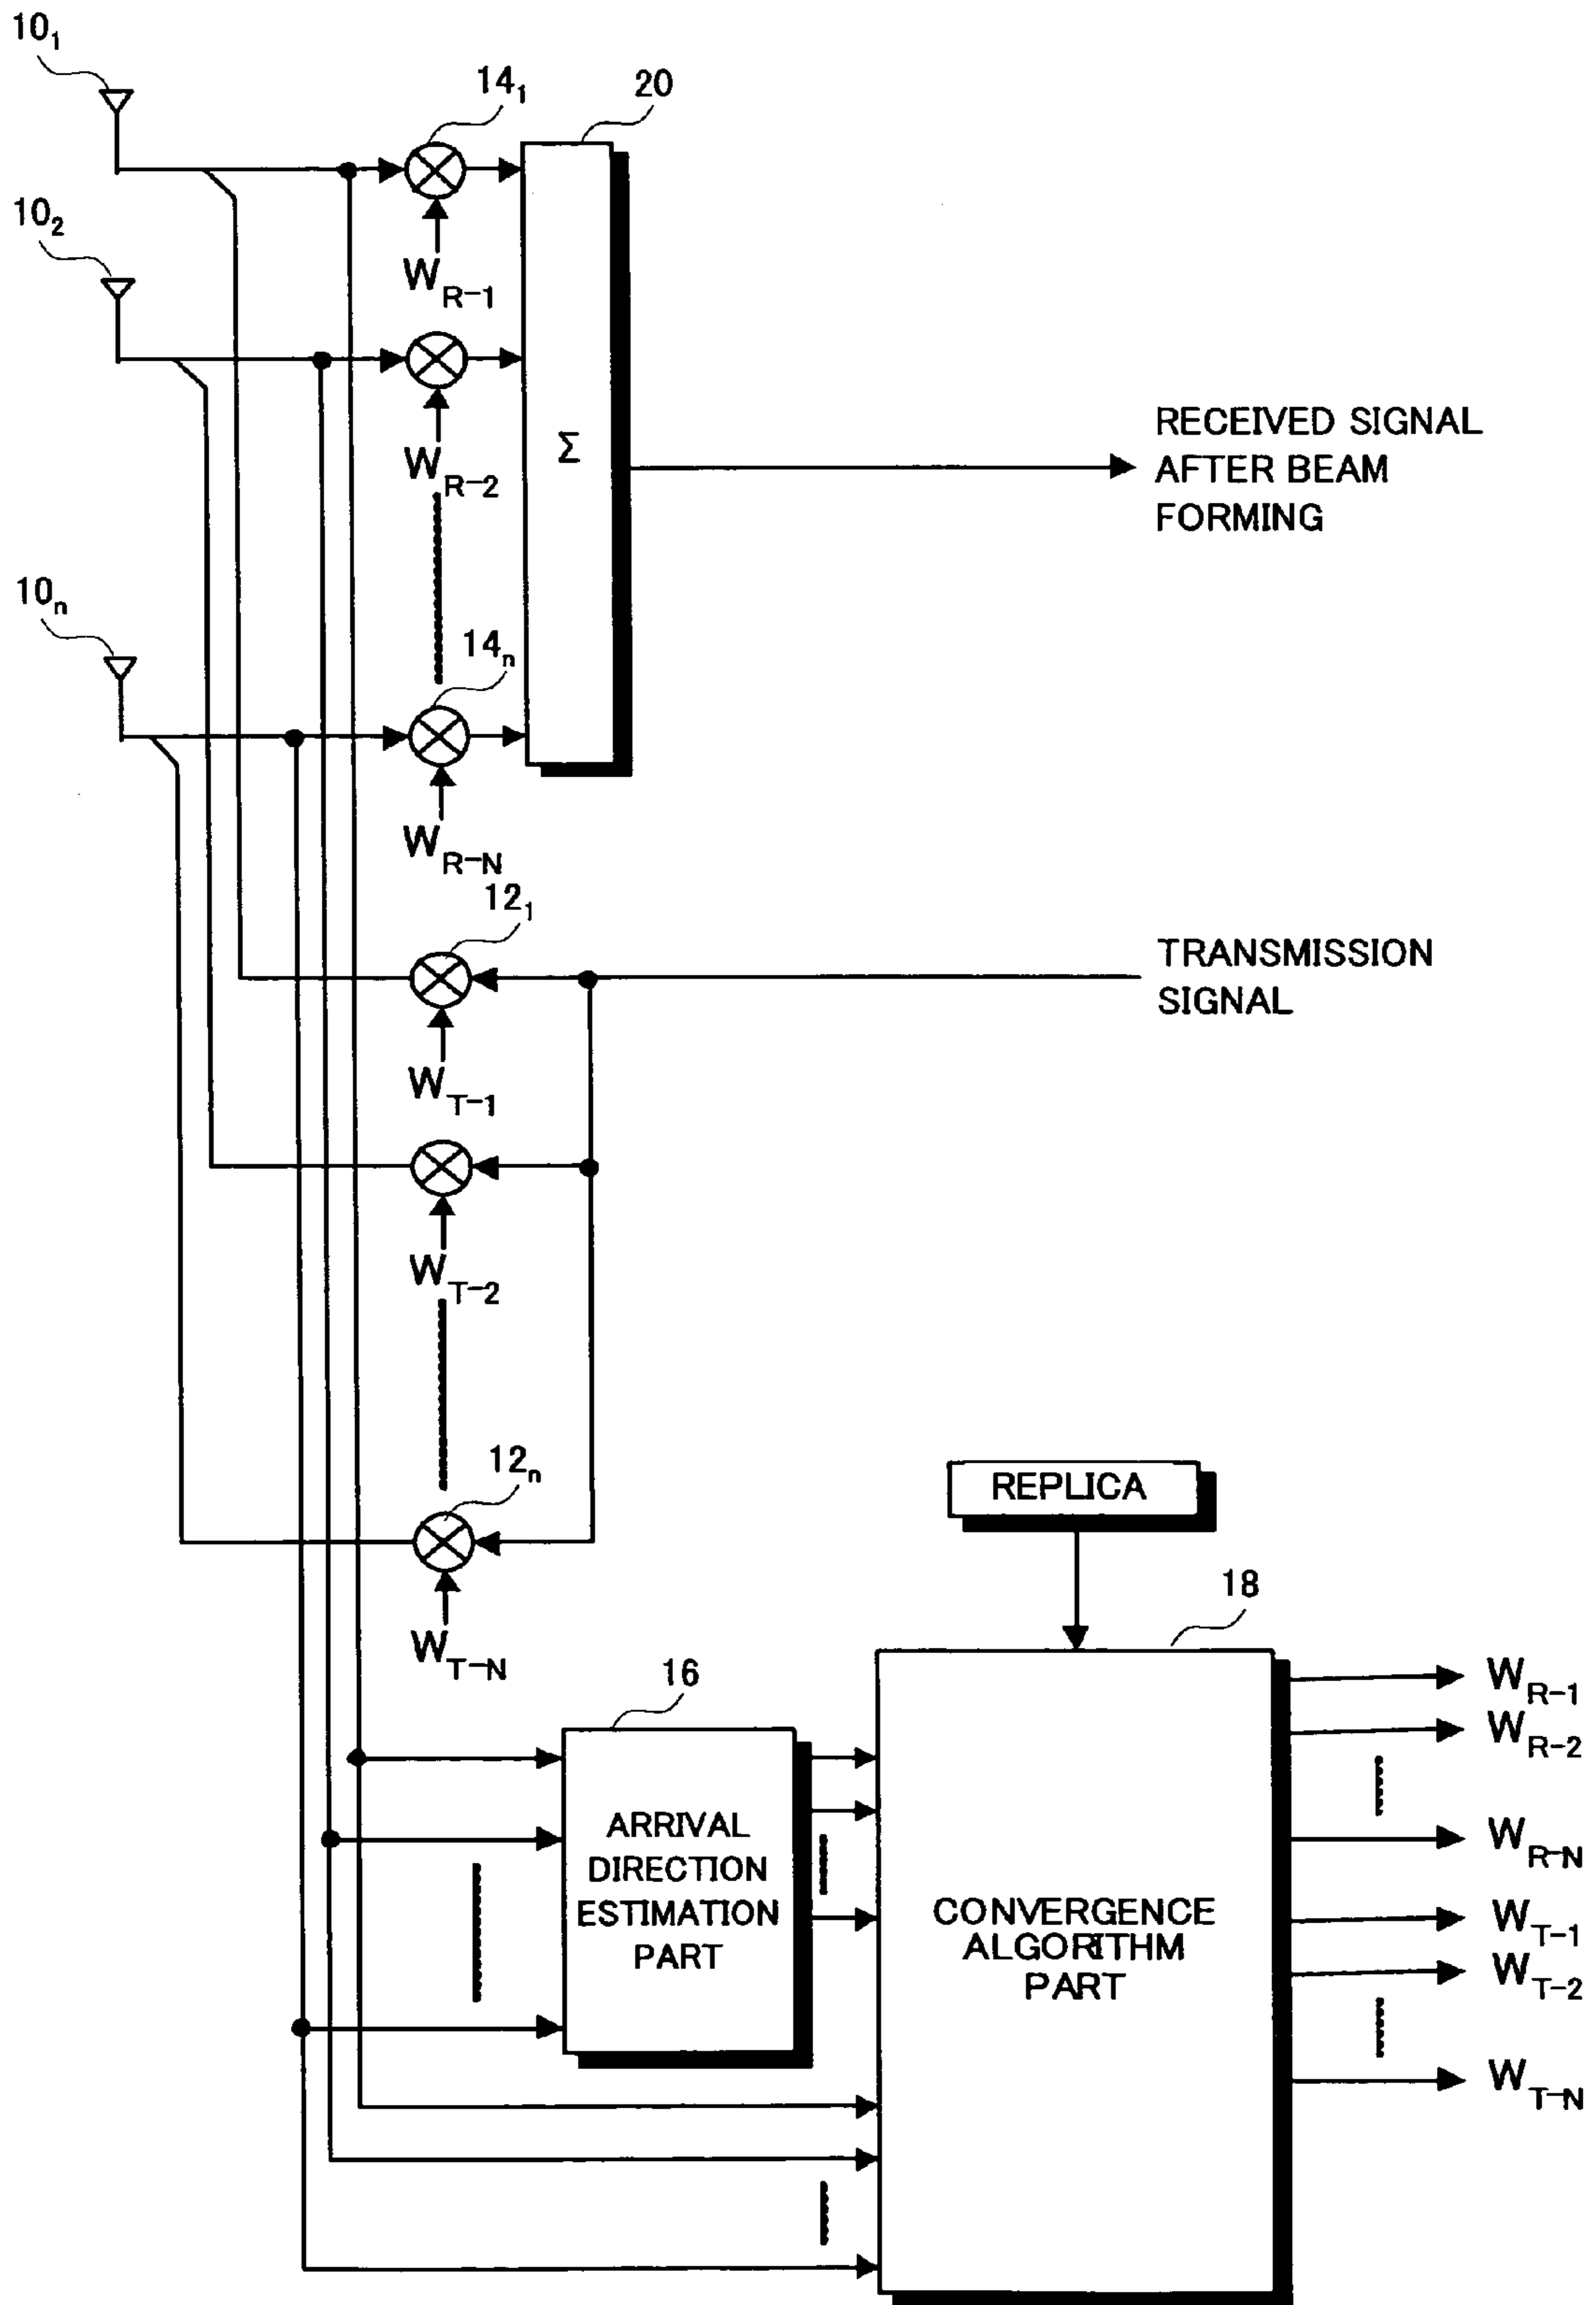 10₁
14₁
20
10₂
W_R-1
W_R-2
Σ
RECEIVED SIGNAL
AFTER BEAM
FORMING
10ₙ
14ₙ
W_R-N
12₁
TRANSMISSION
SIGNAL
W_T-1
W_T-2
12ₙ
REPLICA
W_T-N
16
18
ARRIVAL
DIRECTION
ESTIMATION
PART
CONVERGENCE
ALGORITHM
PART
W_R-1
W_R-2
W_R-N
W_T-1
W_T-2
W_T-N